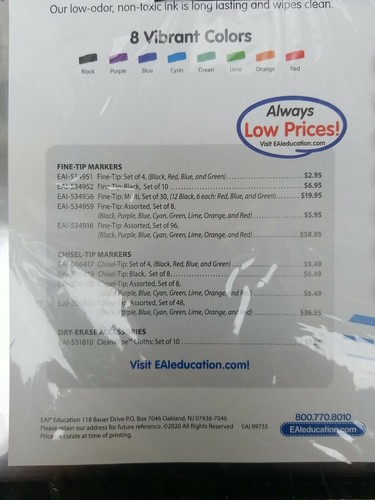 Our low-odor, non-toxic ink is long lasting and wipes clean.
8 Vibrant Colors
Black Purple Blue Cyan Green Lime Orange Red
Always
Low Prices!
Visit EAIeducation.com
FINE-TIP MARKERS
Fine-Tip: Set of 4, (Black, Red, Blue, and Green) $2.95
EAI-534952 Fine-Tip: Black, Set of 10 $6.95
EAI-534956 Fine-Tip: Multi, Set of 30, (12 Black, 6 each: Red, Blue, and Green) $19.95
EAI-534959 Fine-Tip: Assorted, Set of 8,
(Black, Purple, Blue, Cyan, Green, Lime, Orange, and Red) $5.95
EAI-534916 Fine-Tip: Assorted, Set of 96,
(Black, Purple, Blue, Cyan, Green, Lime, Orange, and Red) $58.95
CHISEL-TIP MARKERS
Chisel-Tip: Set of 4, (Black, Red, Blue, and Green) $3.49
Chisel-Tip: Black, Set of 8 $6.49
Chisel-Tip: Assorted, Set of 8,
(Black, Purple, Blue, Cyan, Green, Lime, Orange, and Red) $6.49
Chisel-Tip: Assorted, Set of 48,
(Black, Purple, Blue, Cyan, Green, Lime, Orange, and Red) $36.95
DRY-ERASE ACCESSORIES
EAI-531810 Cloths: Set of 10
Visit EAIeducation.com!
EAI® Education 118 Bauer Drive P.O. Box 7046 Oakland, NJ 07436-7046
Please retain our address for future reference. ©2020 All Rights Reserved EAI 99735
Prices accurate at time of printing.
800.770.8010
EAIeducation.com